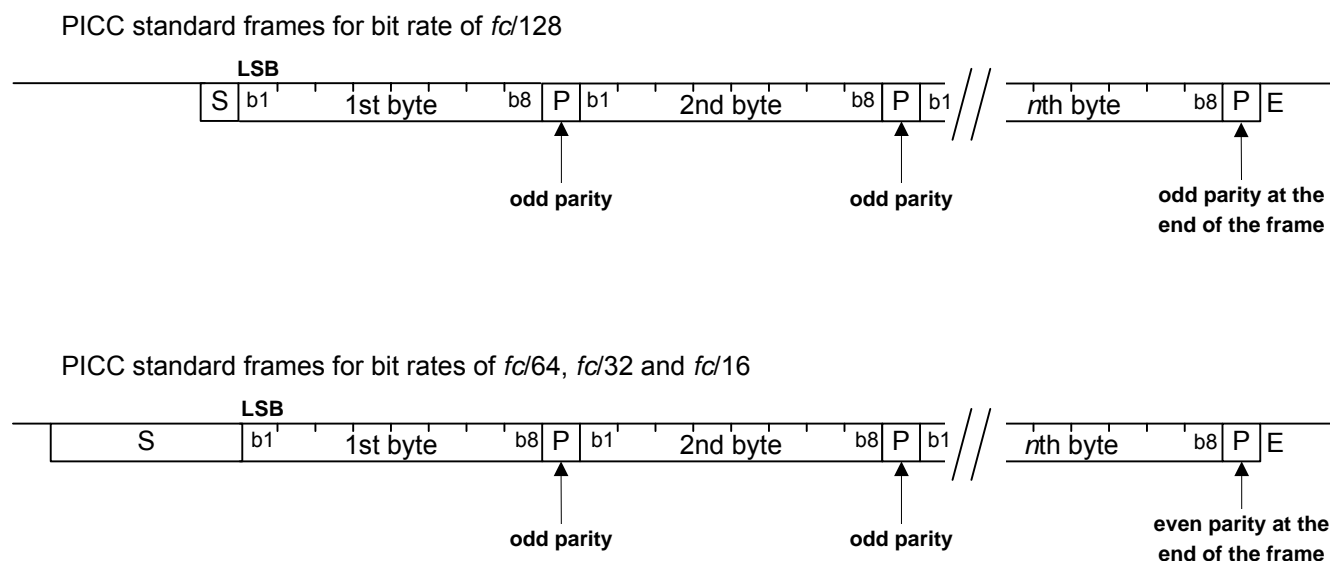 PICC standard frames for bit rate of fc/128
LSB
S b1 1st byte b8 P b1 2nd byte b8 P b1 nth byte b8 P E
odd parity odd parity odd parity at the
end of the frame
PICC standard frames for bit rates of fc/64, fc/32 and fc/16
LSB
S b1 1st byte b8 P b1 2nd byte b8 P b1 nth byte b8 P E
odd parity odd parity even parity at the
end of the frame